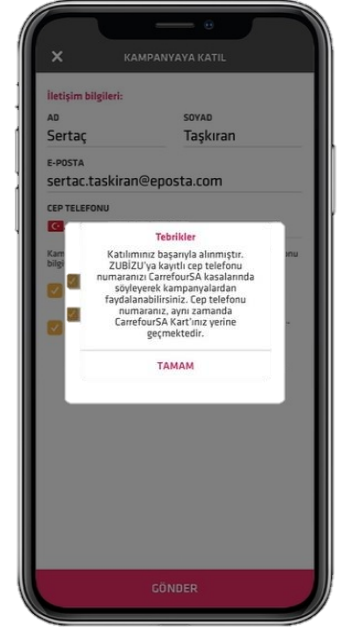 KAMPANYAYA KATIL
İletişim bilgileri:
AD SOYAD
Sertaç Taşkıran
E-POSTA
sertac.taskiran@eposta.com
CEP TELEFONU
Tebrikler
Katılımınız başarıyla alınmıştır.
ZUBİZU'ya kayıtlı cep telefonu
numaranızı CarrefourSA kasalarında
söyleyerek kampanyalardan
faydalanabilirsiniz. Cep telefonu
numaranız, aynı zamanda
CarrefourSA Kart'ınız yerine
geçmektedir.
TAMAM
GÖNDER